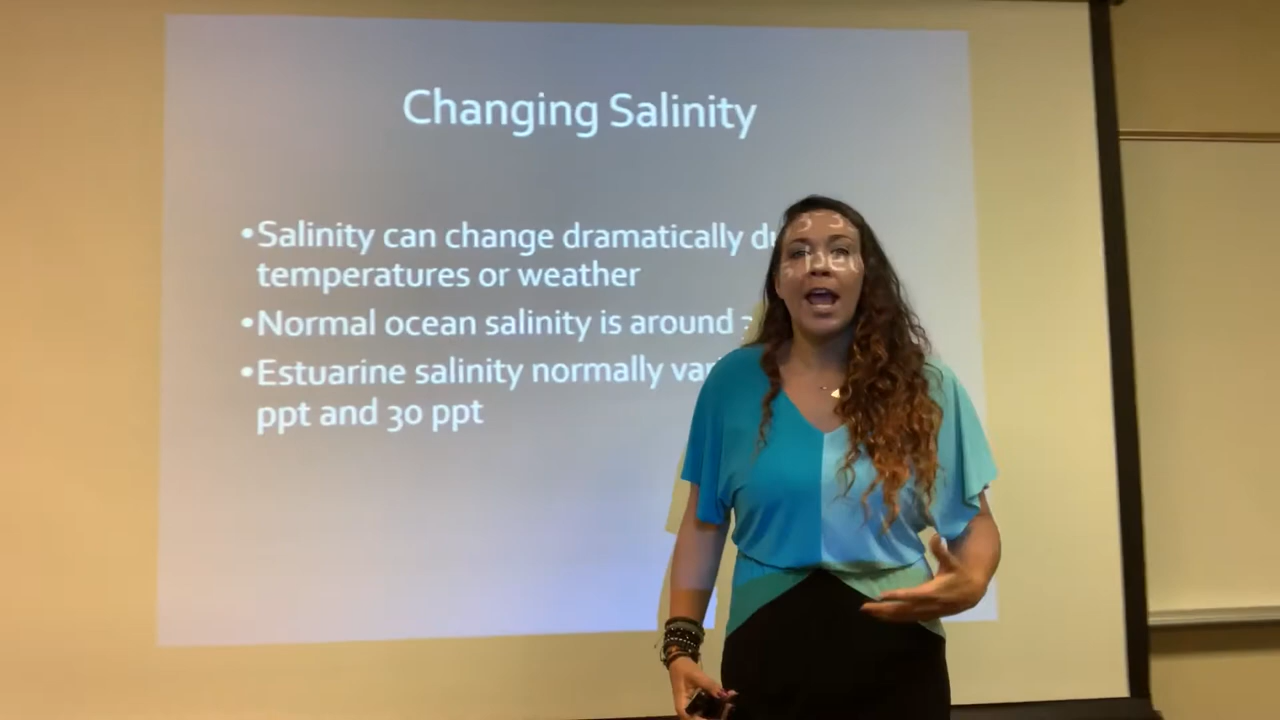 Changing Salinity
•Salinity can change dramatically
temperatures or weather
•Normal ocean salinity is around
•Estuarine salinity normally
ppt and 30 ppt